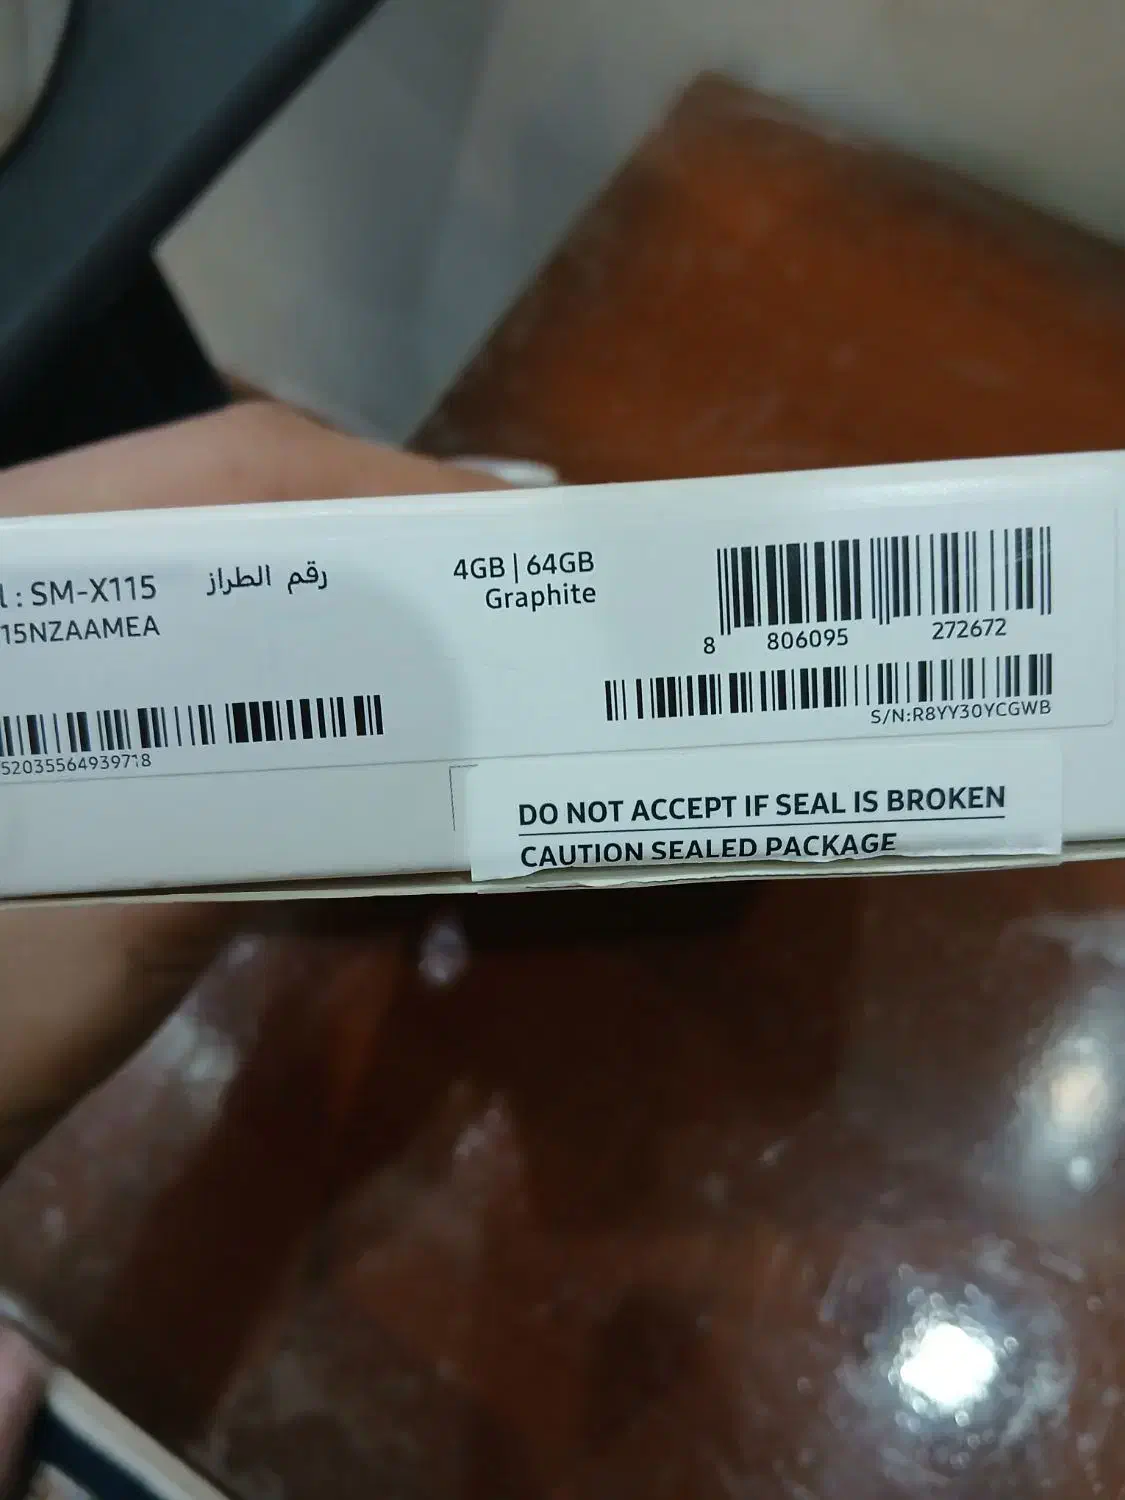 l : SM-X115 رقم الطراز
15NZAAMEA
52035564939718
4GB | 64GB
Graphite
8 806095 272672
S/N:R8YY30YCGWB
DO NOT ACCEPT IF SEAL IS BROKEN
CAUTION SEALED PACKAGE